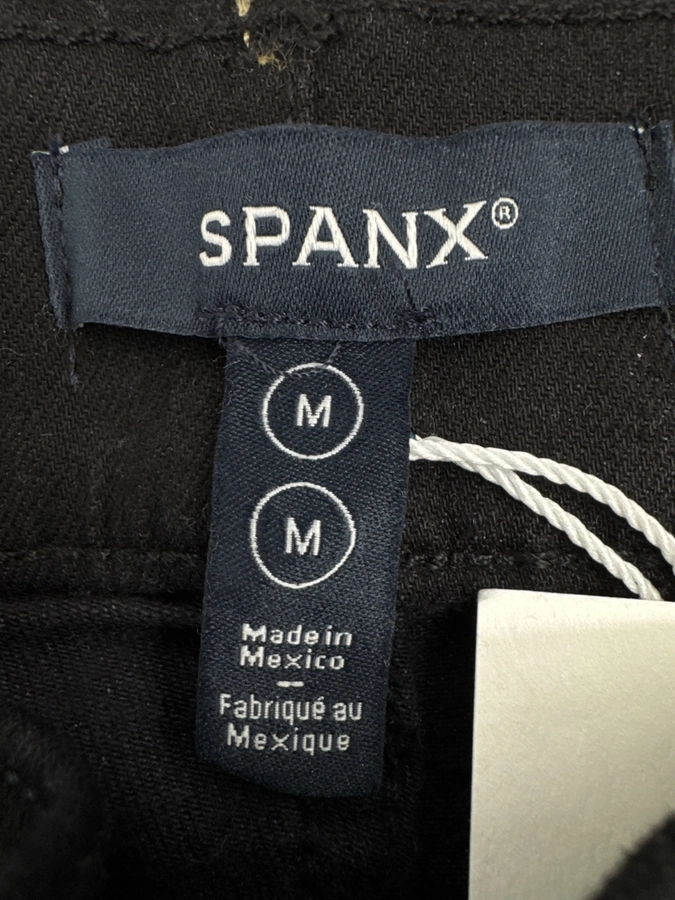 SPANX®
M
M
Made in
Mexico
–
Fabriqué au
Mexique